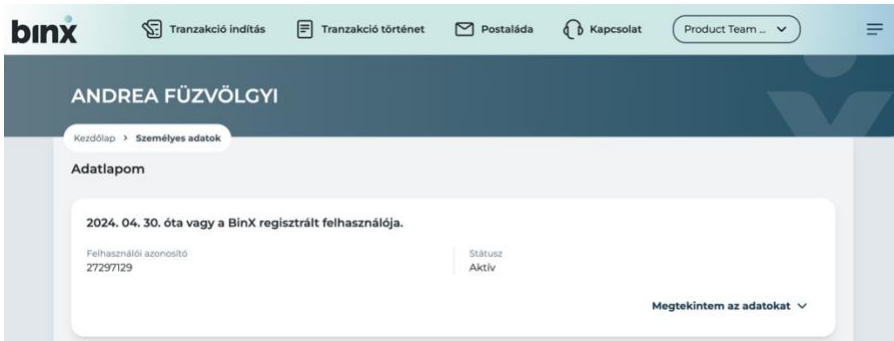 binx
Tranzakció indítás
Tranzakció történet
Postaláda
Kapcsolat
Product Team ...
ANDREA FÜZVÖLGYI
Kezdőlap > Személyes adatok
Adatlapom
2024. 04. 30. óta vagy a BinX regisztrált felhasználója.
Felhasználói azonosító
27297129
Státusz
Aktív
Megtekintem az adatokat